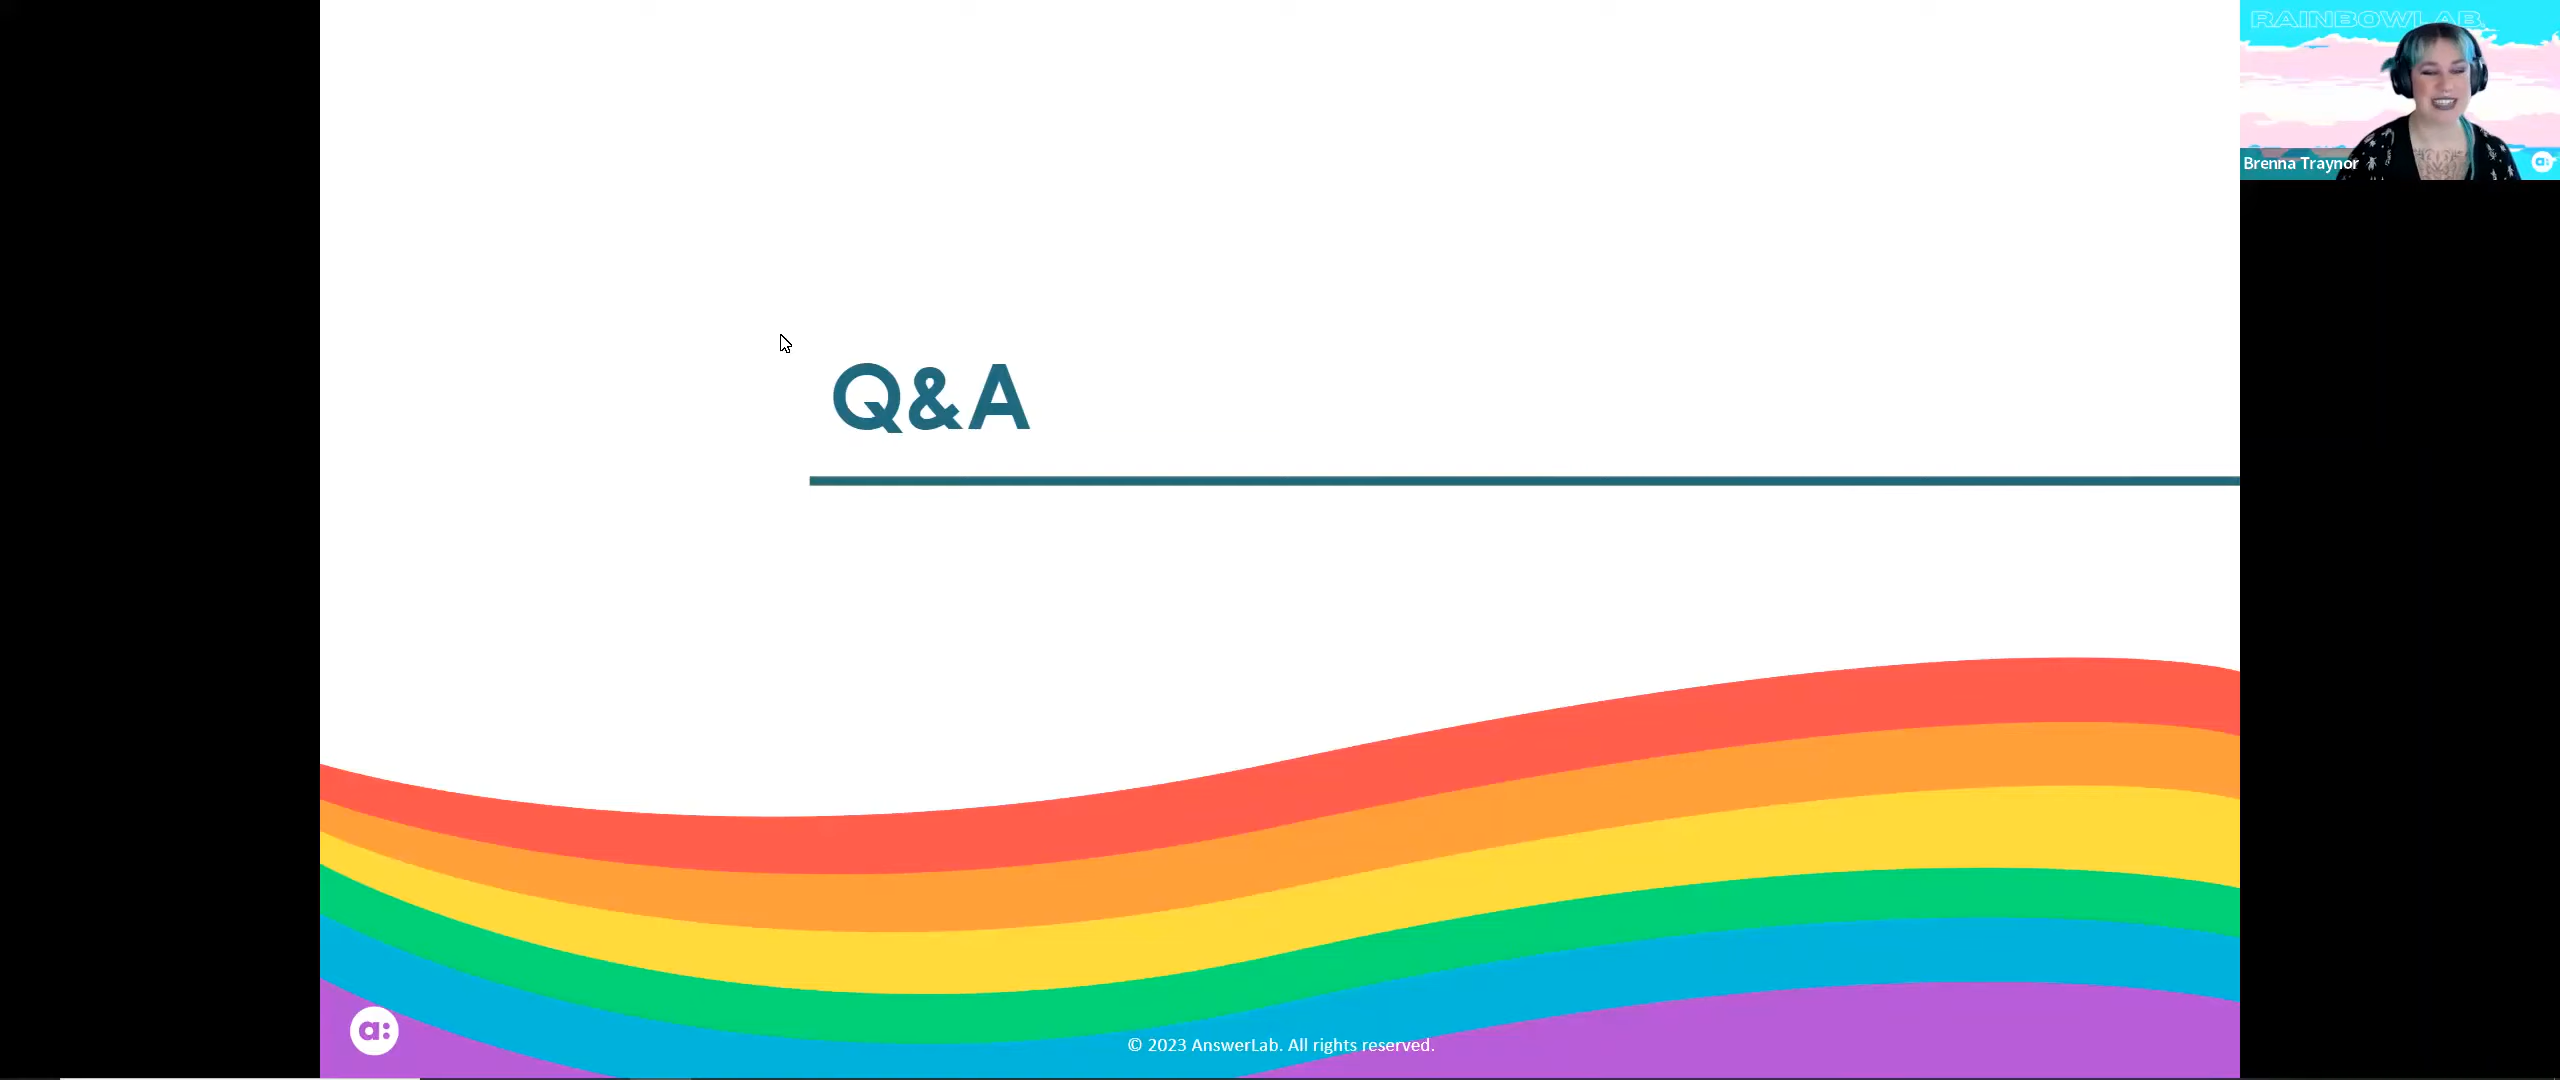 RAINBOWLAB
Brenna Traynor
a:
Q&A
a:
© 2023 AnswerLab. All rights reserved.